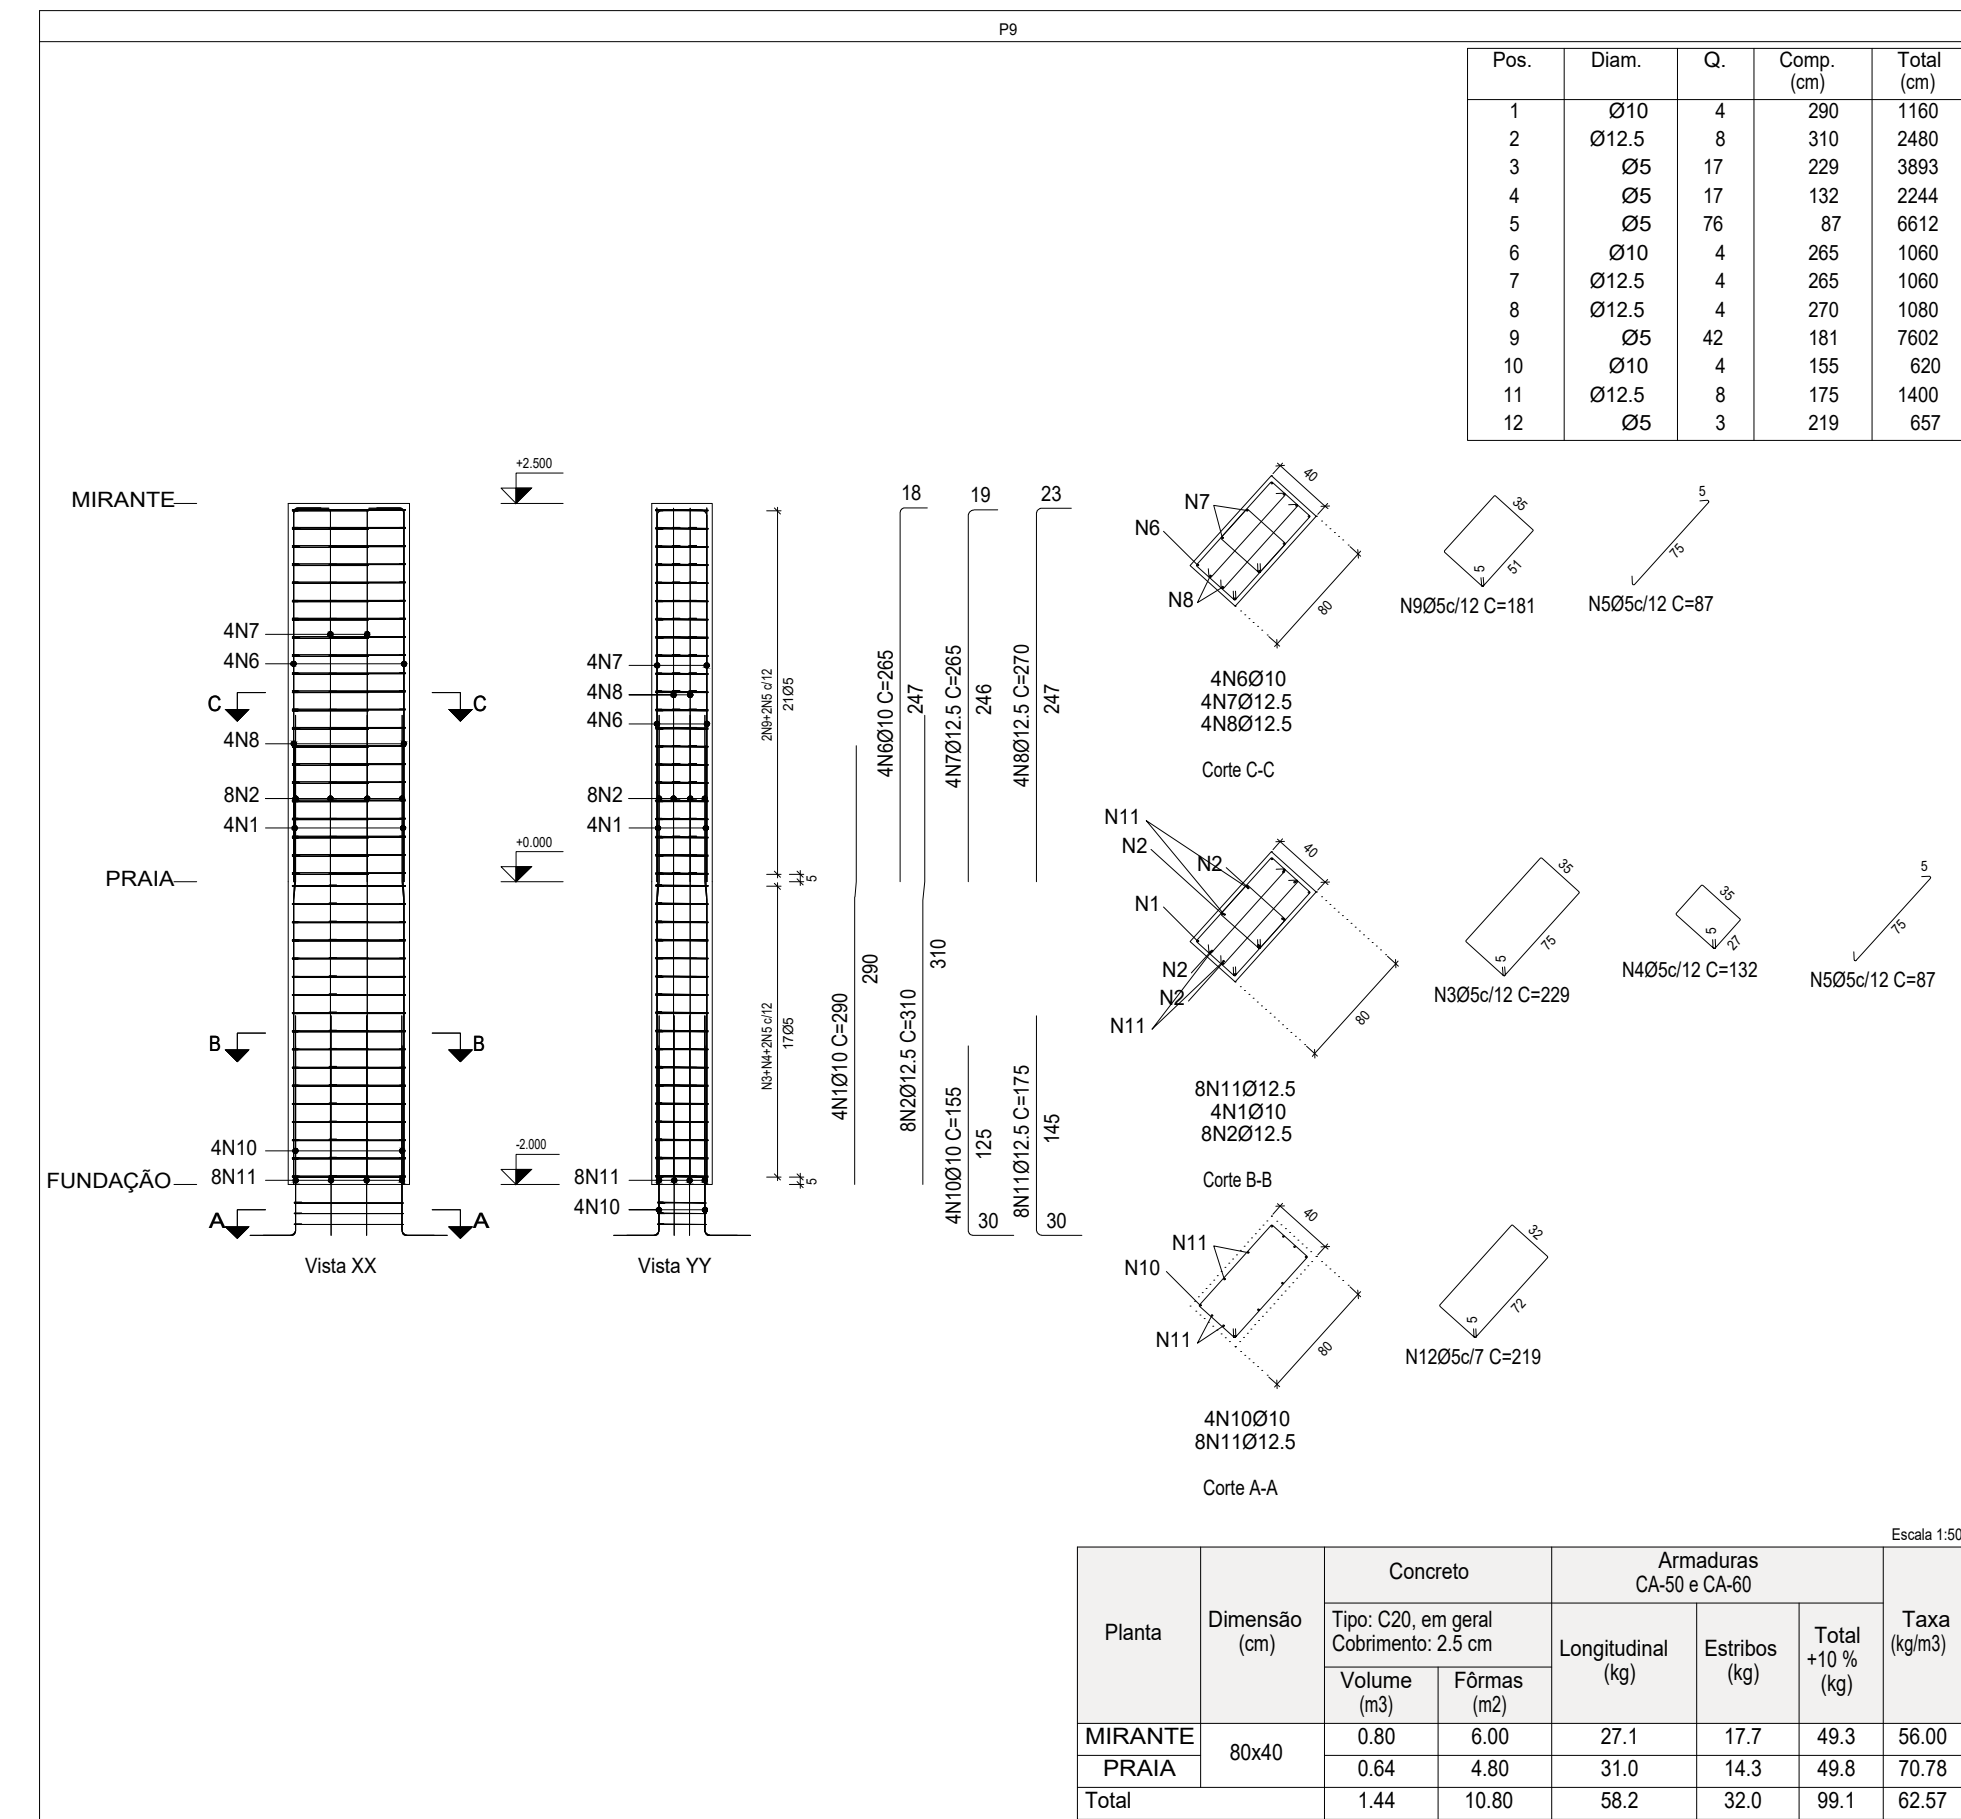 P9
Pos. Diam. Q. Comp. (cm) Total (cm)
1 Ø10 4 290 1160
2 Ø12.5 8 310 2480
3 Ø5 17 229 3893
4 Ø5 17 132 2244
5 Ø5 76 87 6612
6 Ø10 4 265 1060
7 Ø12.5 4 265 1060
8 Ø12.5 4 270 1080
9 Ø5 42 181 7602
10 Ø10 4 155 620
11 Ø12.5 8 175 1400
12 Ø5 3 219 657
MIRANTE
PRAIA
FUNDAÇÃO
4N7
4N6
C C
4N8
8N2
4N1
B B
4N10
8N11
A A
Vista XX
+2.500
+0.000
-2.000
4N7
4N8
4N6
8N2
4N1
8N11
4N10
Vista YY
2N9+2N5 c/12
21Ø5
5
N3+N4+2N5 c/12
17Ø5
5
4N1Ø10 C=290
290
8N2Ø12.5 C=310
310
18
4N6Ø10 C=265
247
19
4N7Ø12.5 C=265
246
23
4N8Ø12.5 C=270
247
4N10Ø10 C=155
125
30
8N11Ø12.5 C=175
145
30
N7
N6
N8
40
80
4N6Ø10
4N7Ø12.5
4N8Ø12.5
Corte C-C
35
5
51
N9Ø5c/12 C=181
5
75
N5Ø5c/12 C=87
N11
N2
N2
N1
N2
N2
N11
40
80
8N11Ø12.5
4N1Ø10
8N2Ø12.5
Corte B-B
35
5
75
N3Ø5c/12 C=229
35
5
27
N4Ø5c/12 C=132
5
75
N5Ø5c/12 C=87
N11
N10
N11
40
80
4N10Ø10
8N11Ø12.5
Corte A-A
32
5
72
N12Ø5c/7 C=219
Escala 1:50
Planta
Dimensão
(cm)
Concreto
Tipo: C20, em geral
Cobrimento: 2.5 cm
Volume
(m3)
Fôrmas
(m2)
Armaduras
CA-50 e CA-60
Longitudinal
(kg)
Estribos
(kg)
Total
+10 %
(kg)
Taxa
(kg/m3)
MIRANTE 80x40 0.80 6.00 27.1 17.7 49.3 56.00
PRAIA 0.64 4.80 31.0 14.3 49.8 70.78
Total 1.44 10.80 58.2 32.0 99.1 62.57